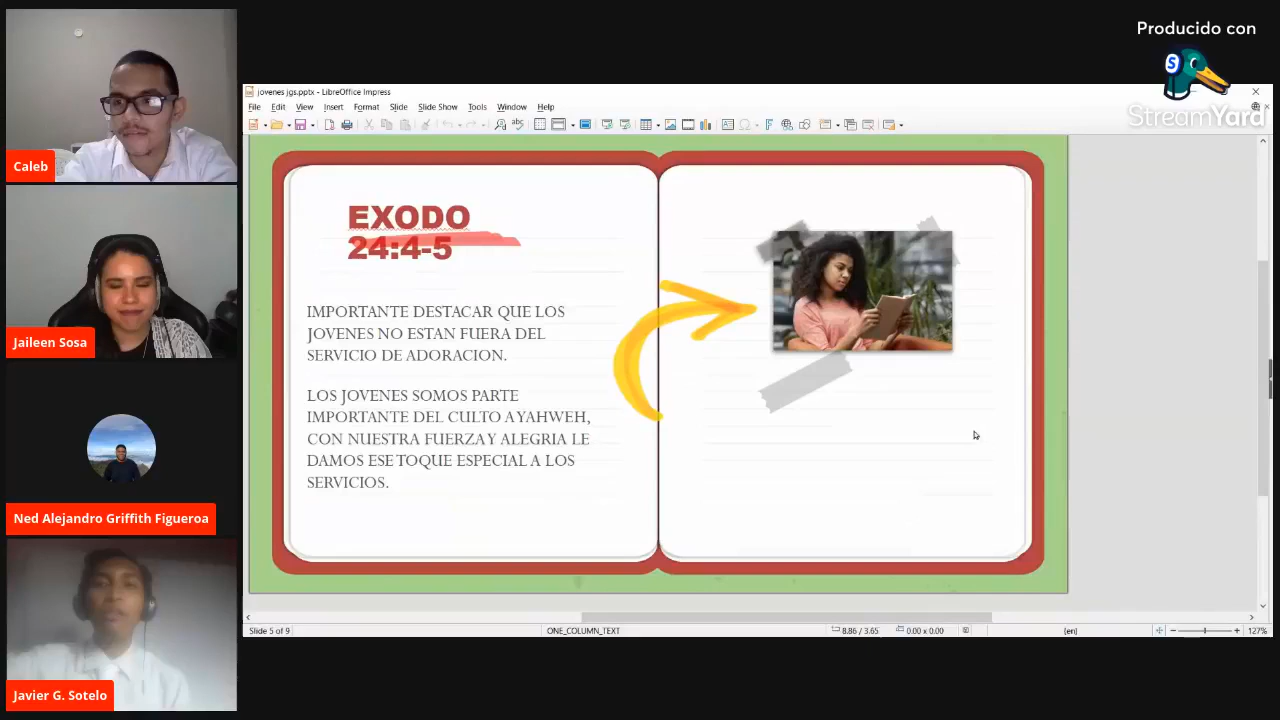 Producido con
StreamYard
Caleb
Jaileen Sosa
Ned Alejandro Griffith Figueroa
Javier G. Sotelo
jovenes jgs.pptx - LibreOffice Impress
File Edit View Insert Format Slide Slide Show Tools Window Help
EXODO
24:4-5
IMPORTANTE DESTACAR QUE LOS
JOVENES NO ESTAN FUERA DEL
SERVICIO DE ADORACION.
LOS JOVENES SOMOS PARTE
IMPORTANTE DEL CULTO A YAHWEH,
CON NUESTRA FUERZA Y ALEGRIA LE
DAMOS ESE TOQUE ESPECIAL A LOS
SERVICIOS.
Slide 5 of 9 ONE_COLUMN_TEXT 8.86 / 3.65 0.00 x 0.00 [en] 127%